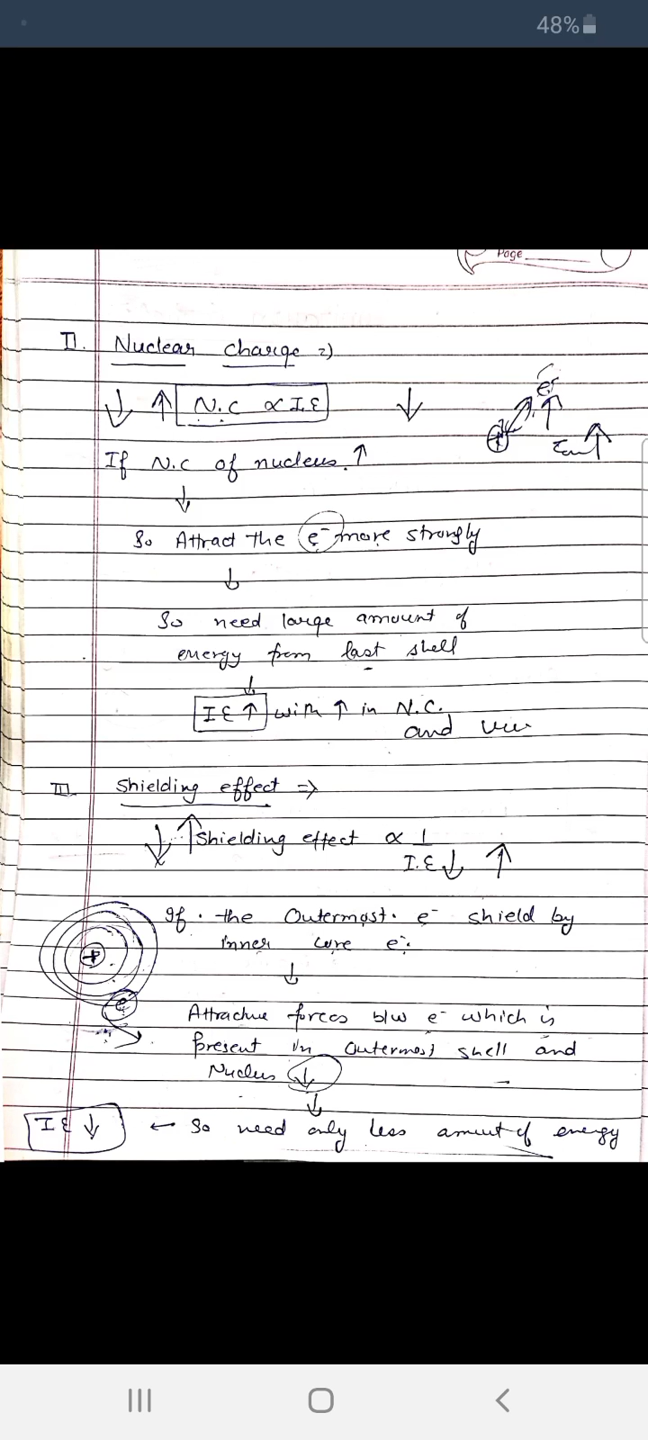 48%
Page
II. Nuclear charge =)
↓ ↑ N.C ∝ I.E ↓
e⁻
+
If N.C of nucleus ↑
↓
So Attract the e⁻ more strongly
↓
So need large amount of
energy from last shell
↓
IE ↑ with ↑ in N.C.
and
III Shielding effect =>
↓ ↑ Shielding effect ∝ 1
I.E ↓ ↑
If. the Outermost. e⁻ shield by
inner core e⁻.
+
↓
e⁻
Attractive forces b/w e⁻ which is
present in Outermost shell and
Nucleus ↓
↓
IE ↓ ← So need only less amount of energy